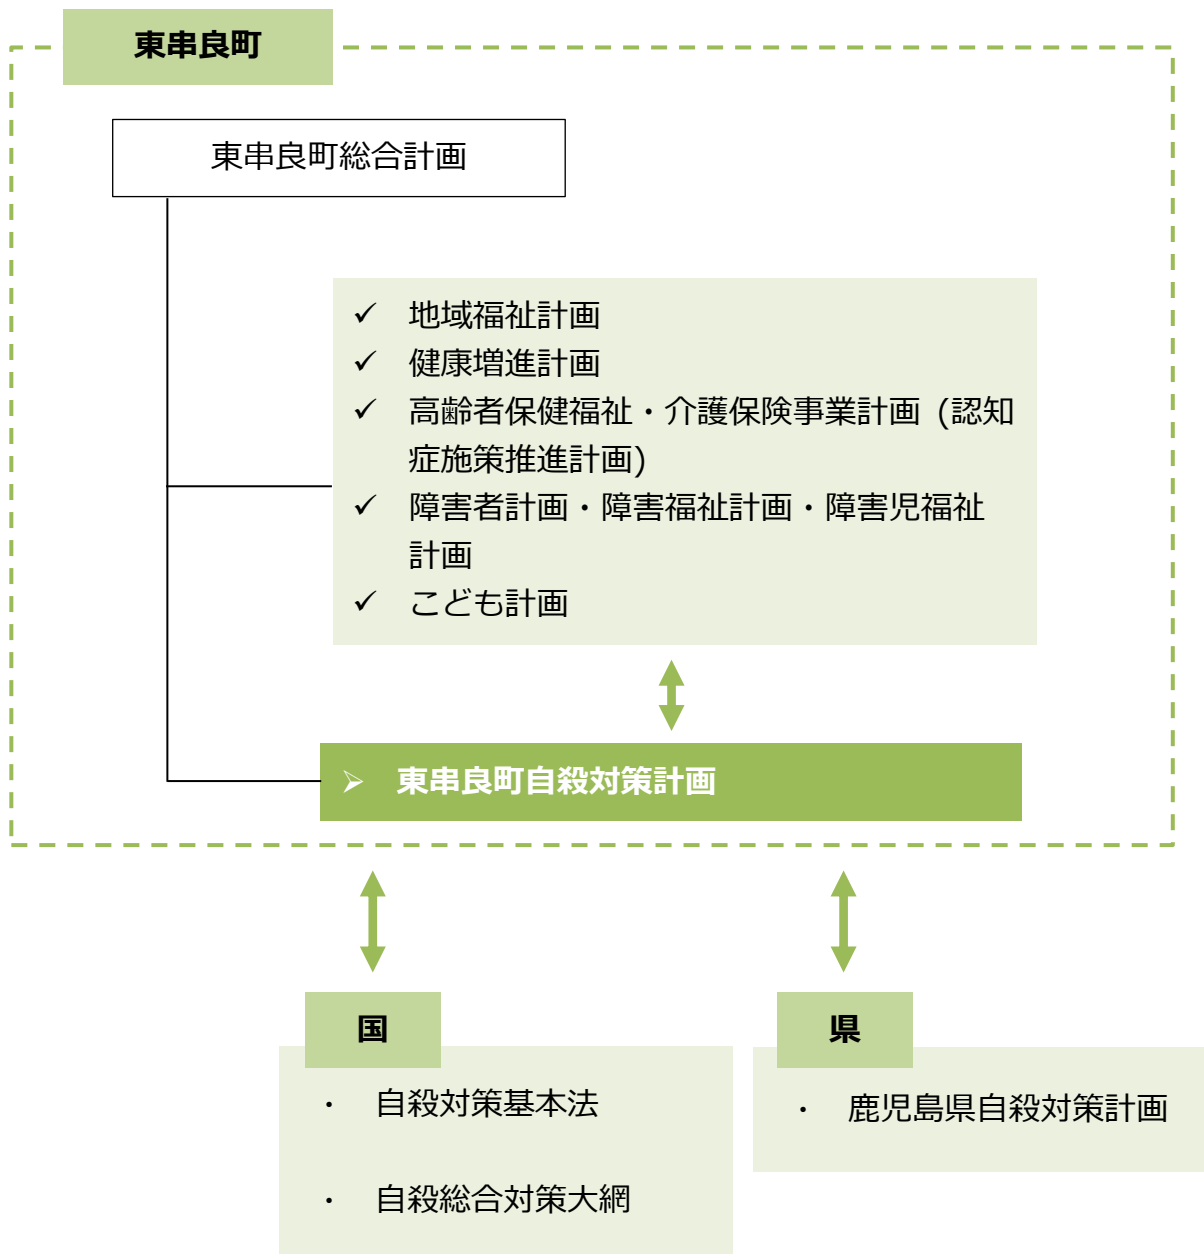 東串良町
東串良町総合計画
✓ 地域福祉計画
✓ 健康増進計画
✓ 高齢者保健福祉・介護保険事業計画 (認知
症施策推進計画)
✓ 障害者計画・障害福祉計画・障害児福祉
計画
✓ こども計画
➢ 東串良町自殺対策計画
国
・ 自殺対策基本法
・ 自殺総合対策大網
県
・ 鹿児島県自殺対策計画